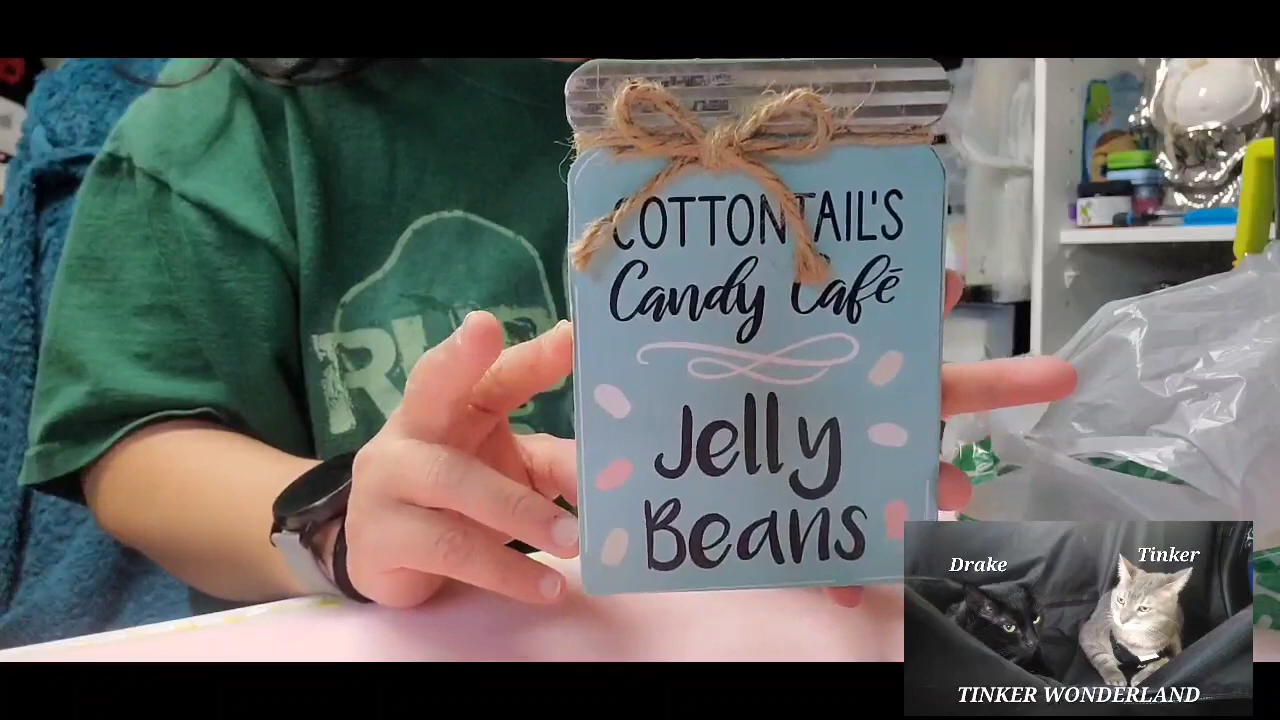 COTTONTAIL'S
Candy Café
Jelly
Beans
Drake
Tinker
TINKER WONDERLAND